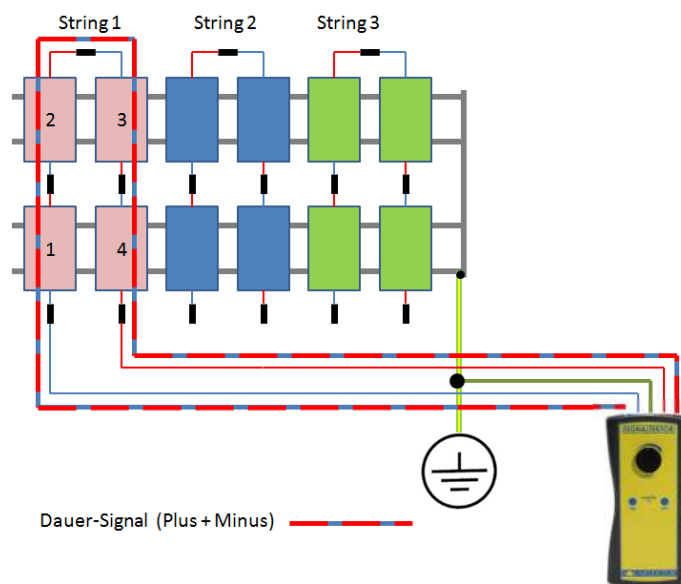 String 1
String 2
String 3
2
3
1
4
Dauer-Signal (Plus + Minus)